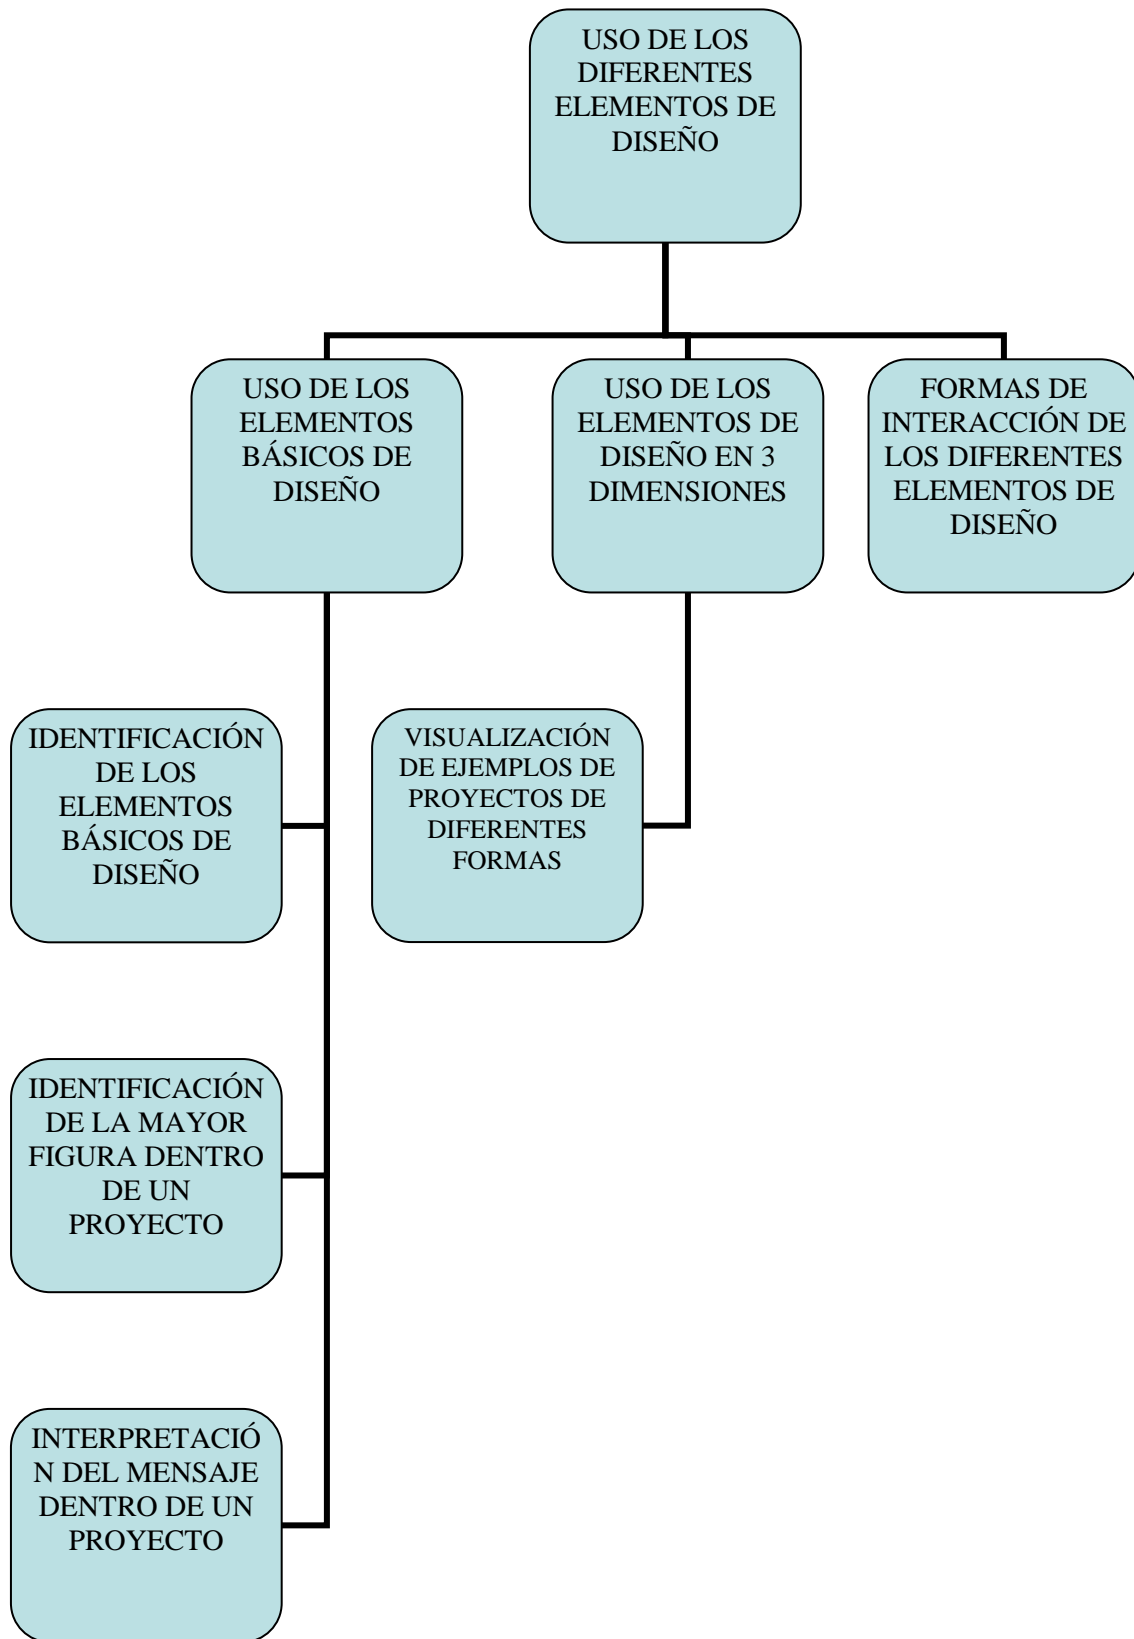 USO DE LOS
DIFERENTES
ELEMENTOS DE
DISEÑO
USO DE LOS
ELEMENTOS
BÁSICOS DE
DISEÑO
USO DE LOS
ELEMENTOS DE
DISEÑO EN 3
DIMENSIONES
FORMAS DE
INTERACCIÓN DE
LOS DIFERENTES
ELEMENTOS DE
DISEÑO
IDENTIFICACIÓN
DE LOS
ELEMENTOS
BÁSICOS DE
DISEÑO
VISUALIZACIÓN
DE EJEMPLOS DE
PROYECTOS DE
DIFERENTES
FORMAS
IDENTIFICACIÓN
DE LA MAYOR
FIGURA DENTRO
DE UN
PROYECTO
INTERPRETACIÓ
N DEL MENSAJE
DENTRO DE UN
PROYECTO